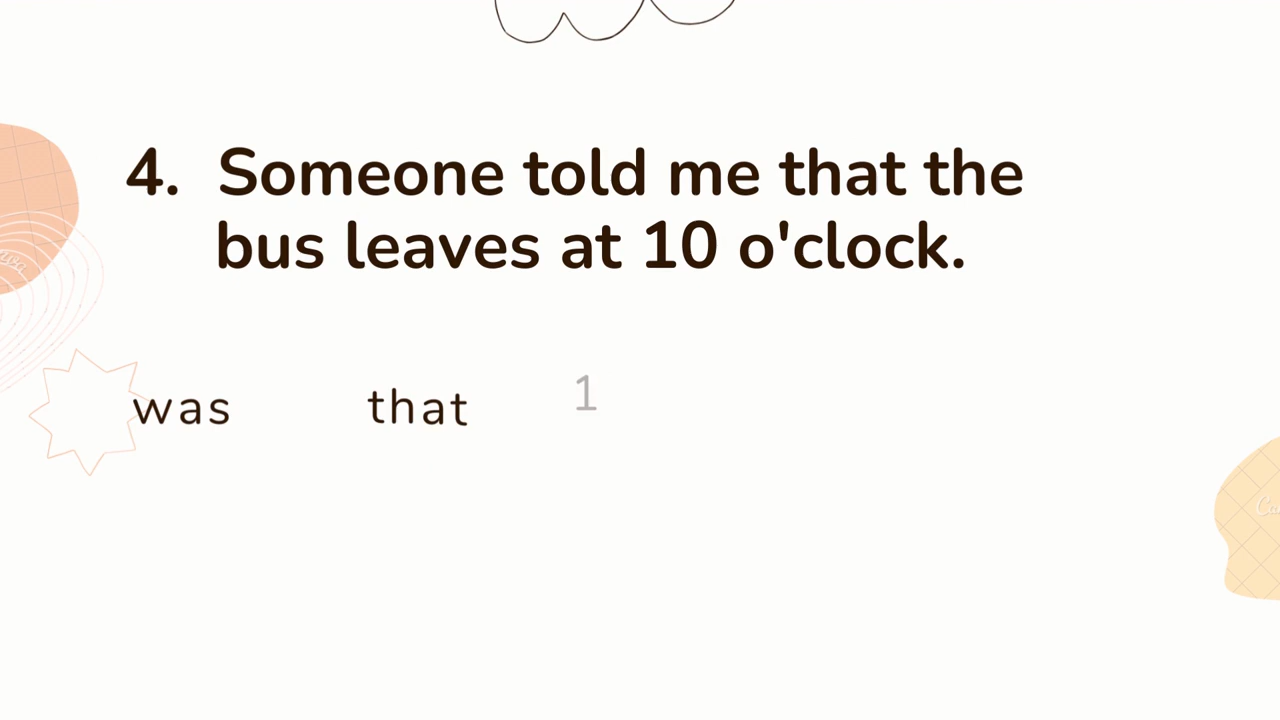 4. Someone told me that the
bus leaves at 10 o'clock.
was that 1